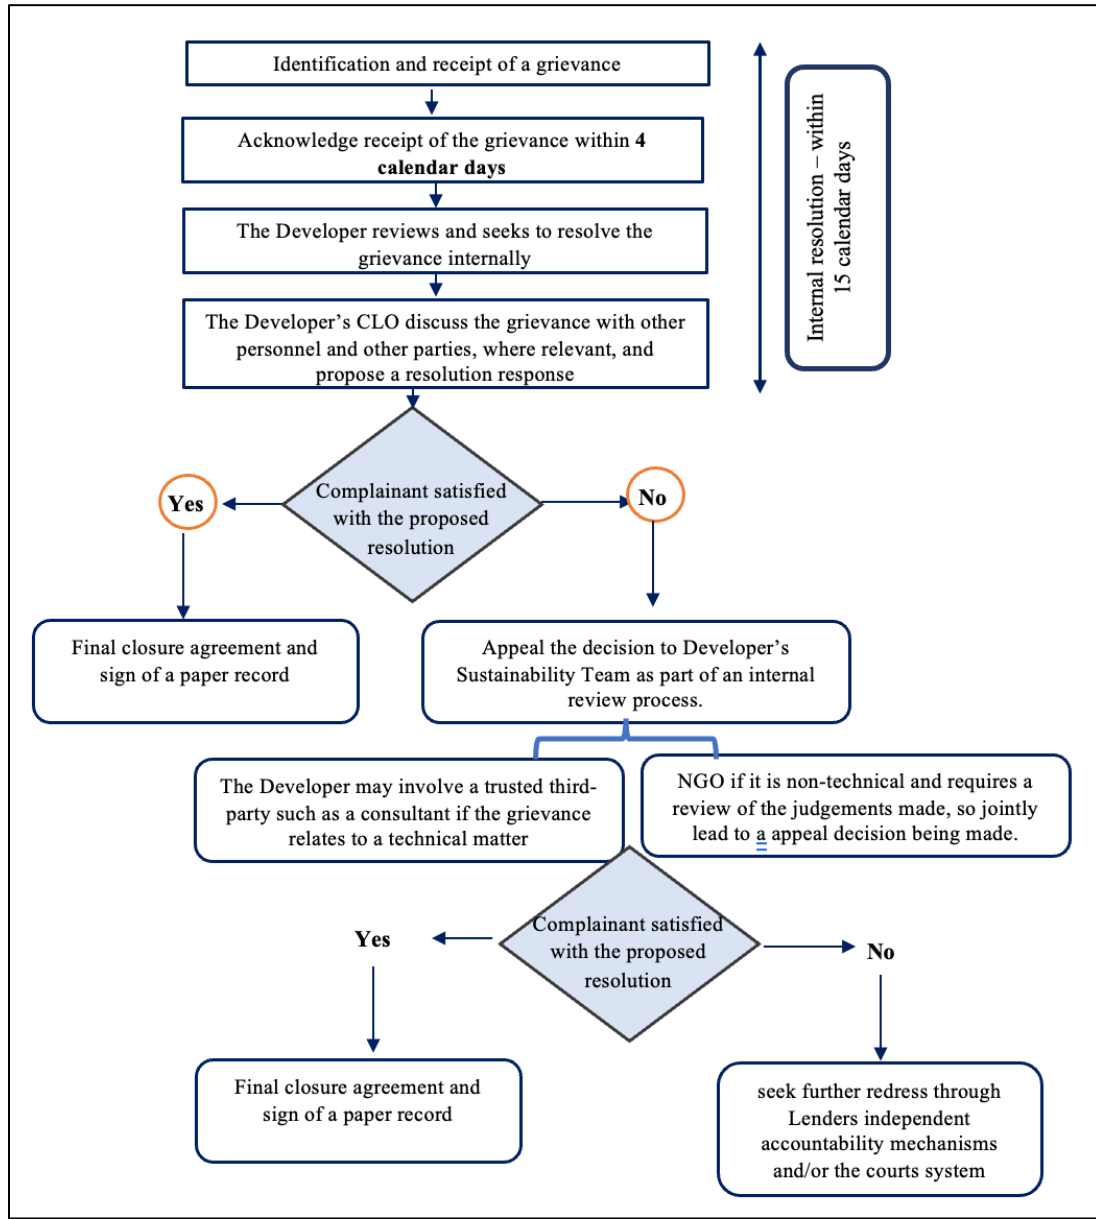 Identification and receipt of a grievance
Acknowledge receipt of the grievance within 4
calendar days
The Developer reviews and seeks to resolve the
grievance internally
The Developer's CLO discuss the grievance with other
personnel and other parties, where relevant, and
propose a resolution response
Internal resolution – within
15 calendar days
Complainant satisfied
with the proposed
resolution
Yes
No
Final closure agreement and
sign of a paper record
Appeal the decision to Developer's
Sustainability Team as part of an internal
review process.
The Developer may involve a trusted third-
party such as a consultant if the grievance
relates to a technical matter
NGO if it is non-technical and requires a
review of the judgements made, so jointly
lead to a appeal decision being made.
Complainant satisfied
with the proposed
resolution
Yes
No
Final closure agreement and
sign of a paper record
seek further redress through
Lenders independent
accountability mechanisms
and/or the courts system